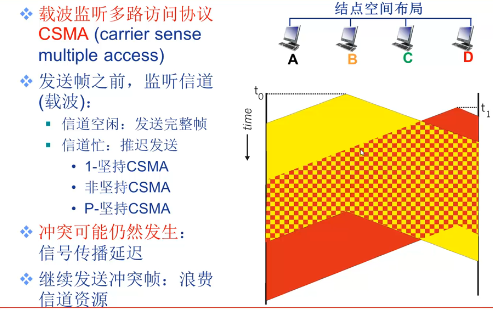 载波监听多路访问协议
CSMA (carrier sense
multiple access)
发送帧之前，监听信道
(载波)：
信道空闲：发送完整帧
信道忙：推迟发送
• 1-坚持CSMA
• 非坚持CSMA
• P-坚持CSMA
冲突可能仍然发生：
信号传播延迟
继续发送冲突帧：浪费
信道资源
结点空间布局
A B C D
t0
t1
time